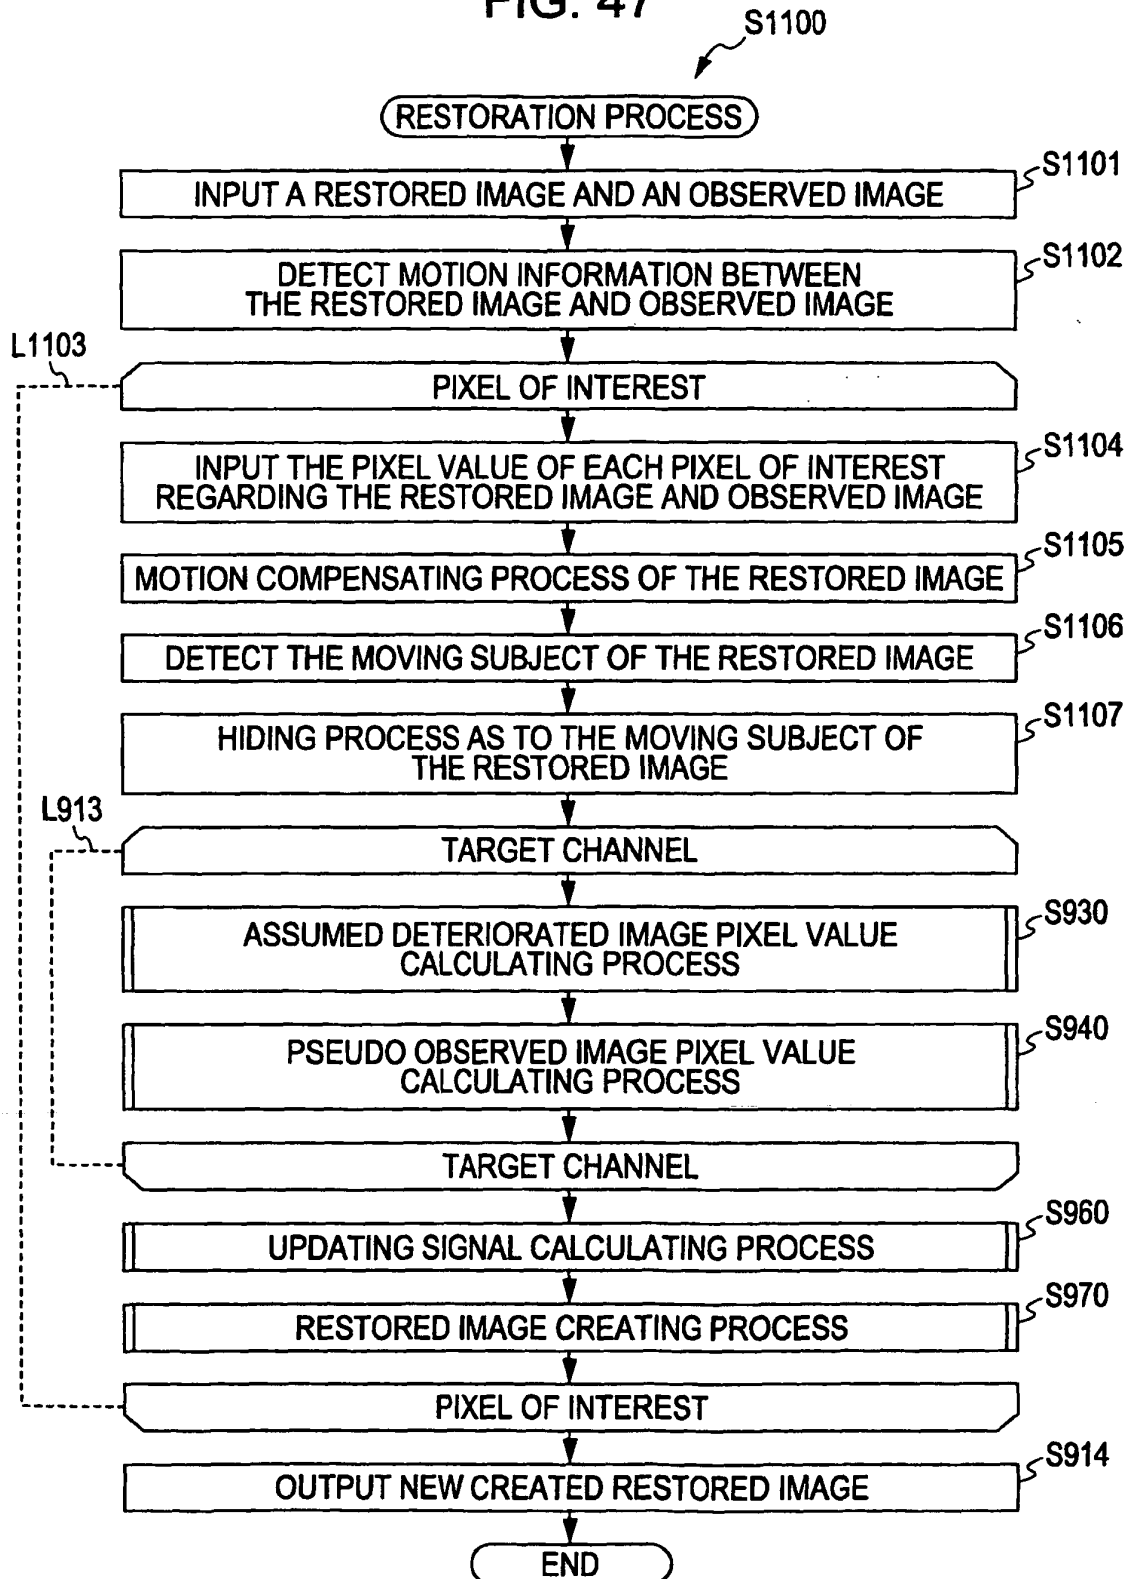 FIG. 47
S1100
RESTORATION PROCESS
S1101
INPUT A RESTORED IMAGE AND AN OBSERVED IMAGE
S1102
DETECT MOTION INFORMATION BETWEEN
THE RESTORED IMAGE AND OBSERVED IMAGE
L1103
PIXEL OF INTEREST
S1104
INPUT THE PIXEL VALUE OF EACH PIXEL OF INTEREST
REGARDING THE RESTORED IMAGE AND OBSERVED IMAGE
S1105
MOTION COMPENSATING PROCESS OF THE RESTORED IMAGE
S1106
DETECT THE MOVING SUBJECT OF THE RESTORED IMAGE
S1107
HIDING PROCESS AS TO THE MOVING SUBJECT OF
THE RESTORED IMAGE
L913
TARGET CHANNEL
S930
ASSUMED DETERIORATED IMAGE PIXEL VALUE
CALCULATING PROCESS
S940
PSEUDO OBSERVED IMAGE PIXEL VALUE
CALCULATING PROCESS
TARGET CHANNEL
S960
UPDATING SIGNAL CALCULATING PROCESS
S970
RESTORED IMAGE CREATING PROCESS
PIXEL OF INTEREST
S914
OUTPUT NEW CREATED RESTORED IMAGE
END